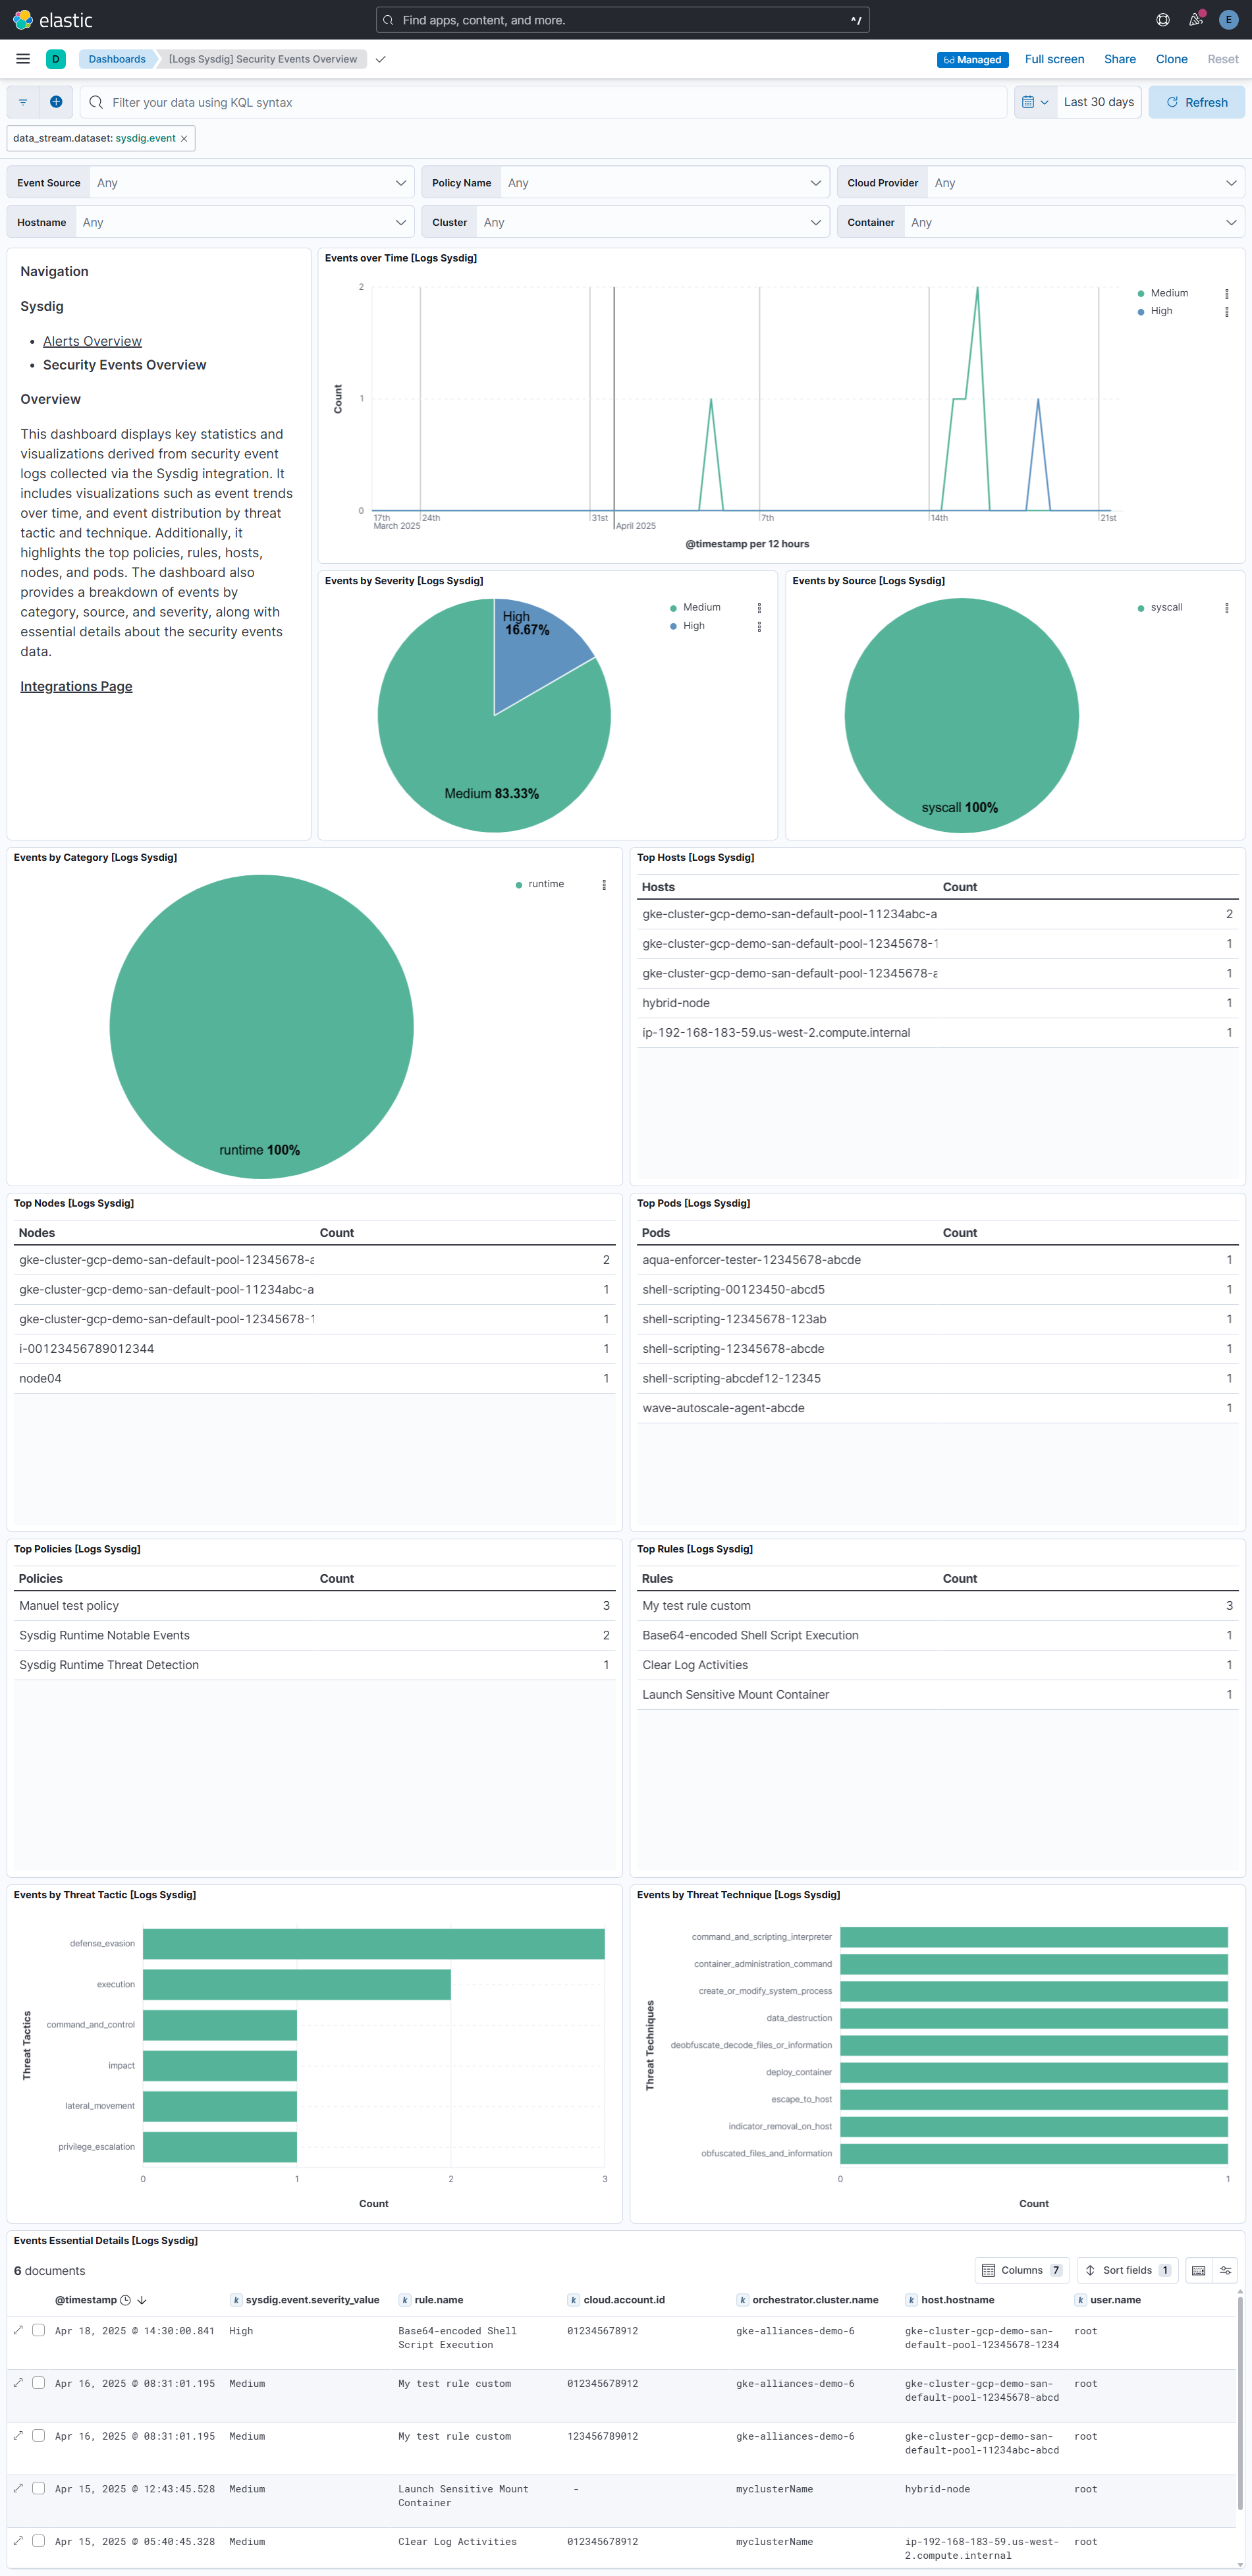 elastic
Find apps, content, and more.
^/
E
D
Dashboards
[Logs Sysdig] Security Events Overview
Managed
Full screen
Share
Clone
Reset
Filter your data using KQL syntax
Last 30 days
Refresh
data_stream.dataset: sysdig.event
Event Source Any
Policy Name Any
Cloud Provider Any
Hostname Any
Cluster Any
Container Any
Navigation
Sysdig
• Alerts Overview
• Security Events Overview
Overview
This dashboard displays key statistics and
visualizations derived from security event
logs collected via the Sysdig integration. It
includes visualizations such as event trends
over time, and event distribution by threat
tactic and technique. Additionally, it
highlights the top policies, rules, hosts,
nodes, and pods. The dashboard also
provides a breakdown of events by
category, source, and severity, along with
essential details about the security events
data.
Integrations Page
Events over Time [Logs Sysdig]
Count
2
1
0
17th
March 2025
24th
31st
April 2025
7th
14th
21st
@timestamp per 12 hours
Medium
High
Events by Severity [Logs Sysdig]
High
16.67%
Medium 83.33%
Medium
High
Events by Source [Logs Sysdig]
syscall 100%
syscall
Events by Category [Logs Sysdig]
runtime 100%
runtime
Top Hosts [Logs Sysdig]
Hosts Count
gke-cluster-gcp-demo-san-default-pool-11234abc-a 2
gke-cluster-gcp-demo-san-default-pool-12345678-1 1
gke-cluster-gcp-demo-san-default-pool-12345678-a 1
hybrid-node 1
ip-192-168-183-59.us-west-2.compute.internal 1
Top Nodes [Logs Sysdig]
Nodes Count
gke-cluster-gcp-demo-san-default-pool-12345678-a 2
gke-cluster-gcp-demo-san-default-pool-11234abc-a 1
gke-cluster-gcp-demo-san-default-pool-12345678-1 1
i-00123456789012344 1
node04 1
Top Pods [Logs Sysdig]
Pods Count
aqua-enforcer-tester-12345678-abcde 1
shell-scripting-00123450-abcd5 1
shell-scripting-12345678-123ab 1
shell-scripting-12345678-abcde 1
shell-scripting-abcdef12-12345 1
wave-autoscale-agent-abcde 1
Top Policies [Logs Sysdig]
Policies Count
Manuel test policy 3
Sysdig Runtime Notable Events 2
Sysdig Runtime Threat Detection 1
Top Rules [Logs Sysdig]
Rules Count
My test rule custom 3
Base64-encoded Shell Script Execution 1
Clear Log Activities 1
Launch Sensitive Mount Container 1
Events by Threat Tactic [Logs Sysdig]
Threat Tactics
defense_evasion
execution
command_and_control
impact
lateral_movement
privilege_escalation
0 1 2 3
Count
Events by Threat Technique [Logs Sysdig]
Threat Techniques
command_and_scripting_interpreter
container_administration_command
create_or_modify_system_process
data_destruction
deobfuscate_decode_files_or_information
deploy_container
escape_to_host
indicator_removal_on_host
obfuscated_files_and_information
0 1
Count
Events Essential Details [Logs Sysdig]
6 documents
Columns 7
Sort fields 1
@timestamp k sysdig.event.severity_value k rule.name k cloud.account.id k orchestrator.cluster.name k host.hostname k user.name
Apr 18, 2025 @ 14:30:00.841 High Base64-encoded Shell 012345678912 gke-alliances-demo-6 gke-cluster-gcp-demo-san- root
Script Execution default-pool-12345678-1234
Apr 16, 2025 @ 08:31:01.195 Medium My test rule custom 012345678912 gke-alliances-demo-6 gke-cluster-gcp-demo-san- root
default-pool-12345678-abcd
Apr 16, 2025 @ 08:31:01.195 Medium My test rule custom 123456789012 gke-alliances-demo-6 gke-cluster-gcp-demo-san- root
default-pool-11234abc-abcd
Apr 15, 2025 @ 12:43:45.528 Medium Launch Sensitive Mount - myclusterName hybrid-node root
Container
Apr 15, 2025 @ 05:40:45.328 Medium Clear Log Activities 012345678912 myclusterName ip-192-168-183-59.us-west- root
2.compute.internal